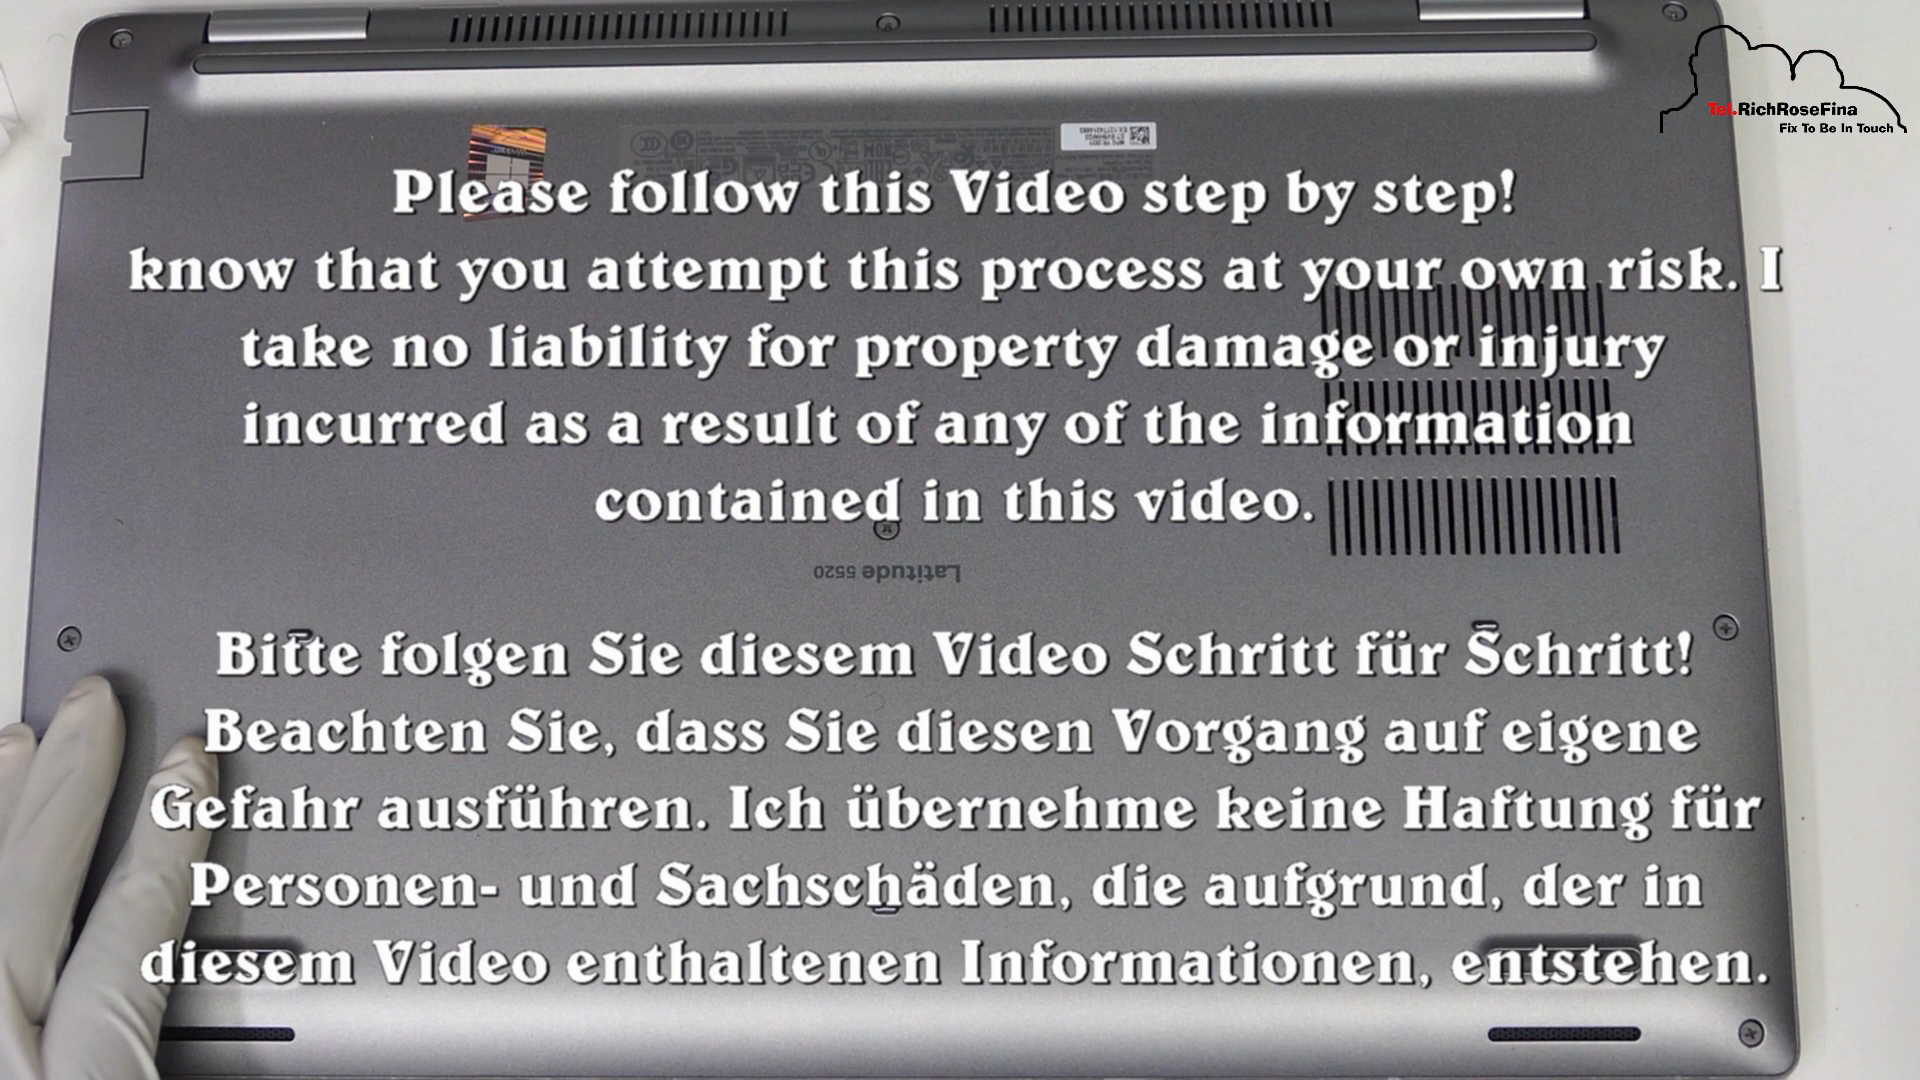 Tel.RichRoseFina
Fix To Be In Touch
Please follow this Video step by step!
know that you attempt this process at your own risk. I
take no liability for property damage or injury
incurred as a result of any of the information
contained in this video.
Latitude 5520
Bitte folgen Sie diesem Video Schritt für Schritt!
Beachten Sie, dass Sie diesen Vorgang auf eigene
Gefahr ausführen. Ich übernehme keine Haftung für
Personen- und Sachschäden, die aufgrund, der in
diesem Video enthaltenen Informationen, entstehen.